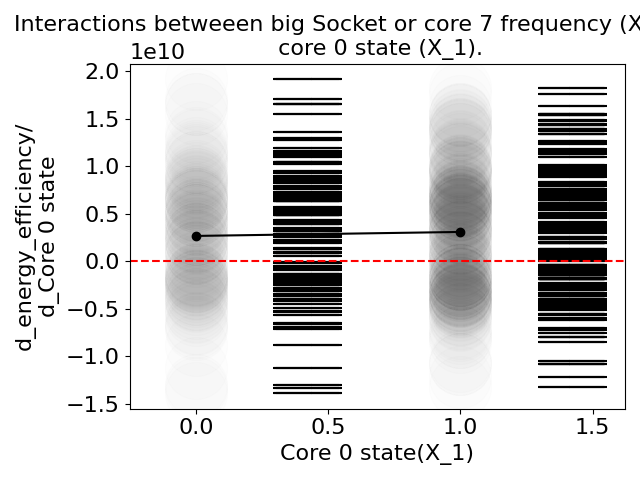 Interactions betweeen big Socket or core 7 frequency (X
core 0 state (X_1).
1e10
2.0
1.5
1.0
0.5
0.0
−0.5
−1.0
−1.5
d_energy_efficiency/
d_Core 0 state
0.0
0.5
1.0
1.5
Core 0 state(X_1)